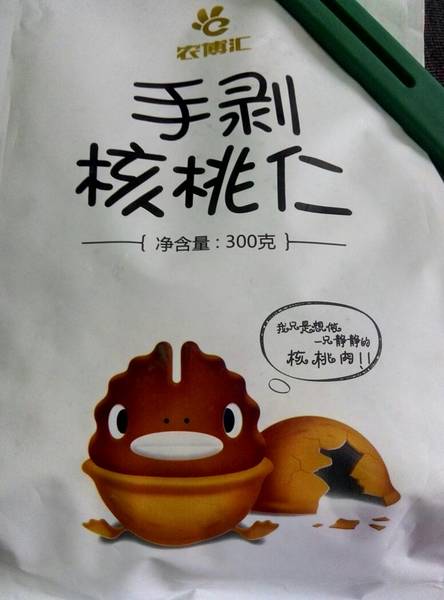 农博汇
手剥
核桃仁
净含量：300克
我只是想做
一只静静的
核桃肉!!